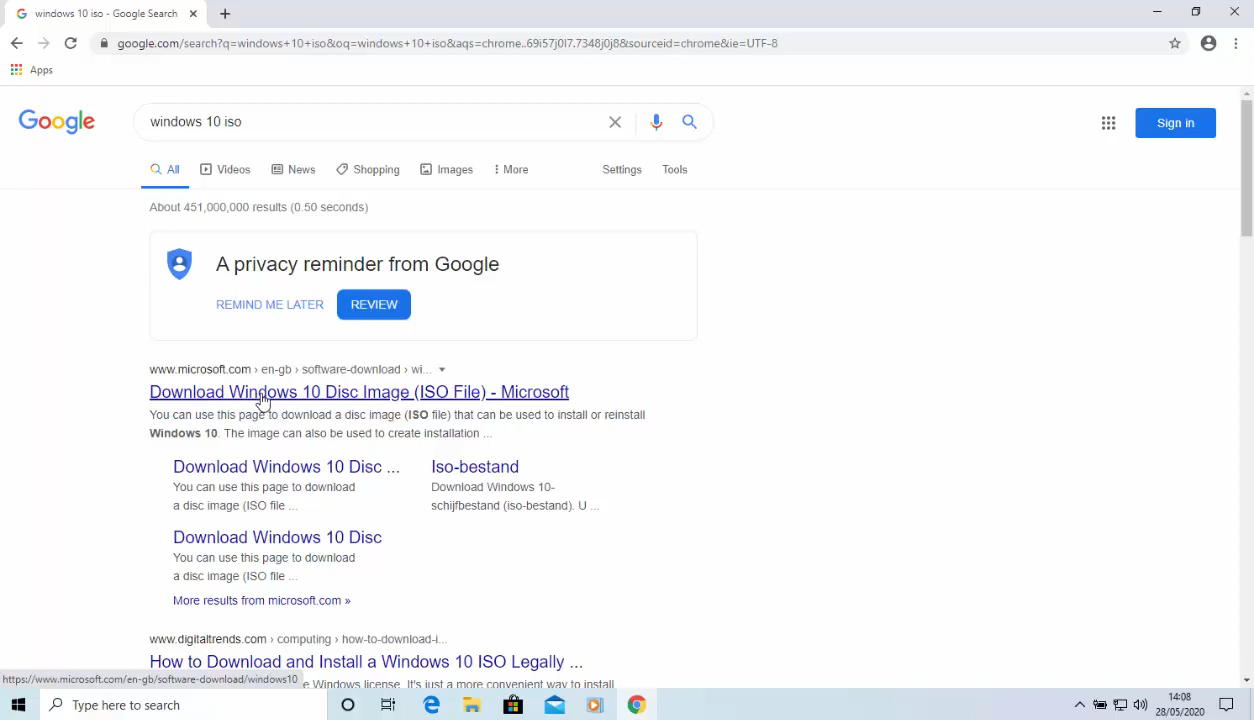 windows 10 iso - Google Search
google.com/search?q=windows+10+iso&oq=windows+10+iso&aqs=chrome..69i57j0l7.7348j0j8&sourceid=chrome&ie=UTF-8
Apps
Google
windows 10 iso
Sign in
All
Videos
News
Shopping
Images
More
Settings
Tools
About 451,000,000 results (0.50 seconds)
A privacy reminder from Google
REMIND ME LATER
REVIEW
www.microsoft.com › en-gb › software-download › wi...
Download Windows 10 Disc Image (ISO File) - Microsoft
You can use this page to download a disc image (ISO file) that can be used to install or reinstall
Windows 10. The image can also be used to create installation ...
Download Windows 10 Disc ...
You can use this page to download
a disc image (ISO file ...
Iso-bestand
Download Windows 10-
schijfbestand (iso-bestand). U ...
Download Windows 10 Disc
You can use this page to download
a disc image (ISO file ...
More results from microsoft.com »
www.digitaltrends.com › computing › how-to-download-i...
How to Download and Install a Windows 10 ISO Legally ...
https://www.microsoft.com/en-gb/software-download/windows10
Windows license. It's just a more convenient way to install
Type here to search
14:08
28/05/2020